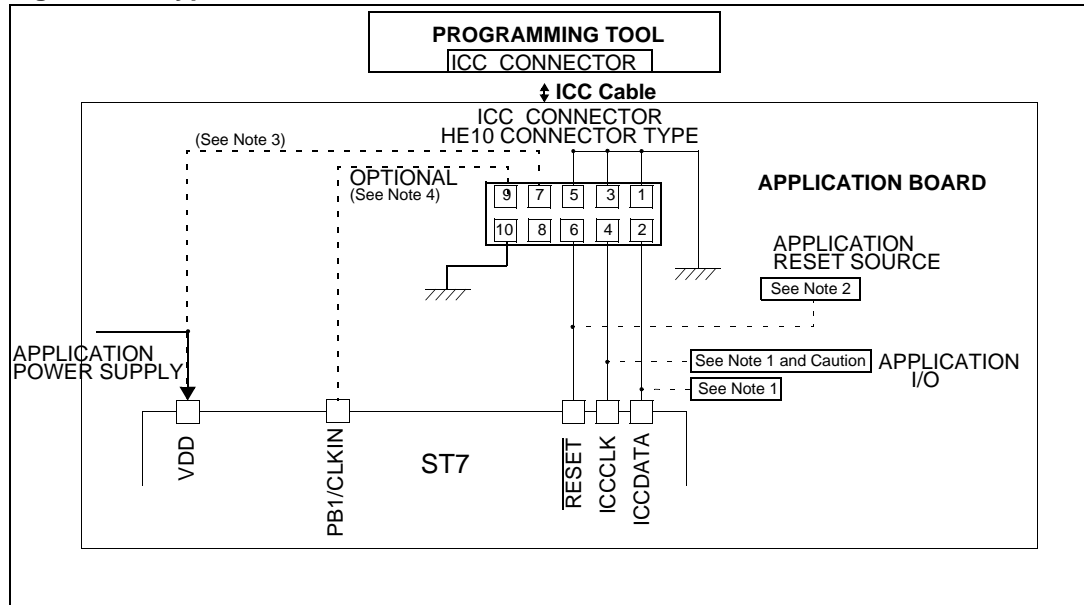 PROGRAMMING TOOL
ICC CONNECTOR
ICC Cable
ICC CONNECTOR
HE10 CONNECTOR TYPE
(See Note 3)
OPTIONAL
(See Note 4)
9 7 5 3 1
10 8 6 4 2
APPLICATION BOARD
APPLICATION
RESET SOURCE
See Note 2
APPLICATION
POWER SUPPLY
See Note 1 and Caution
See Note 1
APPLICATION
I/O
VDD
PB1/CLKIN
ST7
RESET
ICCCLK
ICCDATA